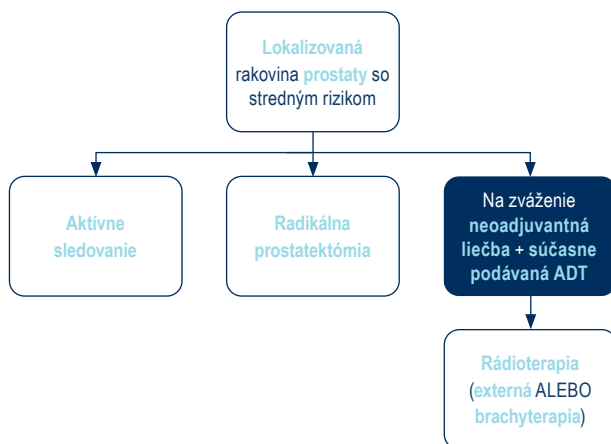 Lokalizovaná
rakovina prostaty so
stredným rizikom
Aktívne
sledovanie
Radikálna
prostatektómia
Na zváženie
neoadjuvantná
liečba + súčasne
podávaná ADT
Rádioterapia
(externá ALEBO
brachyterapia)